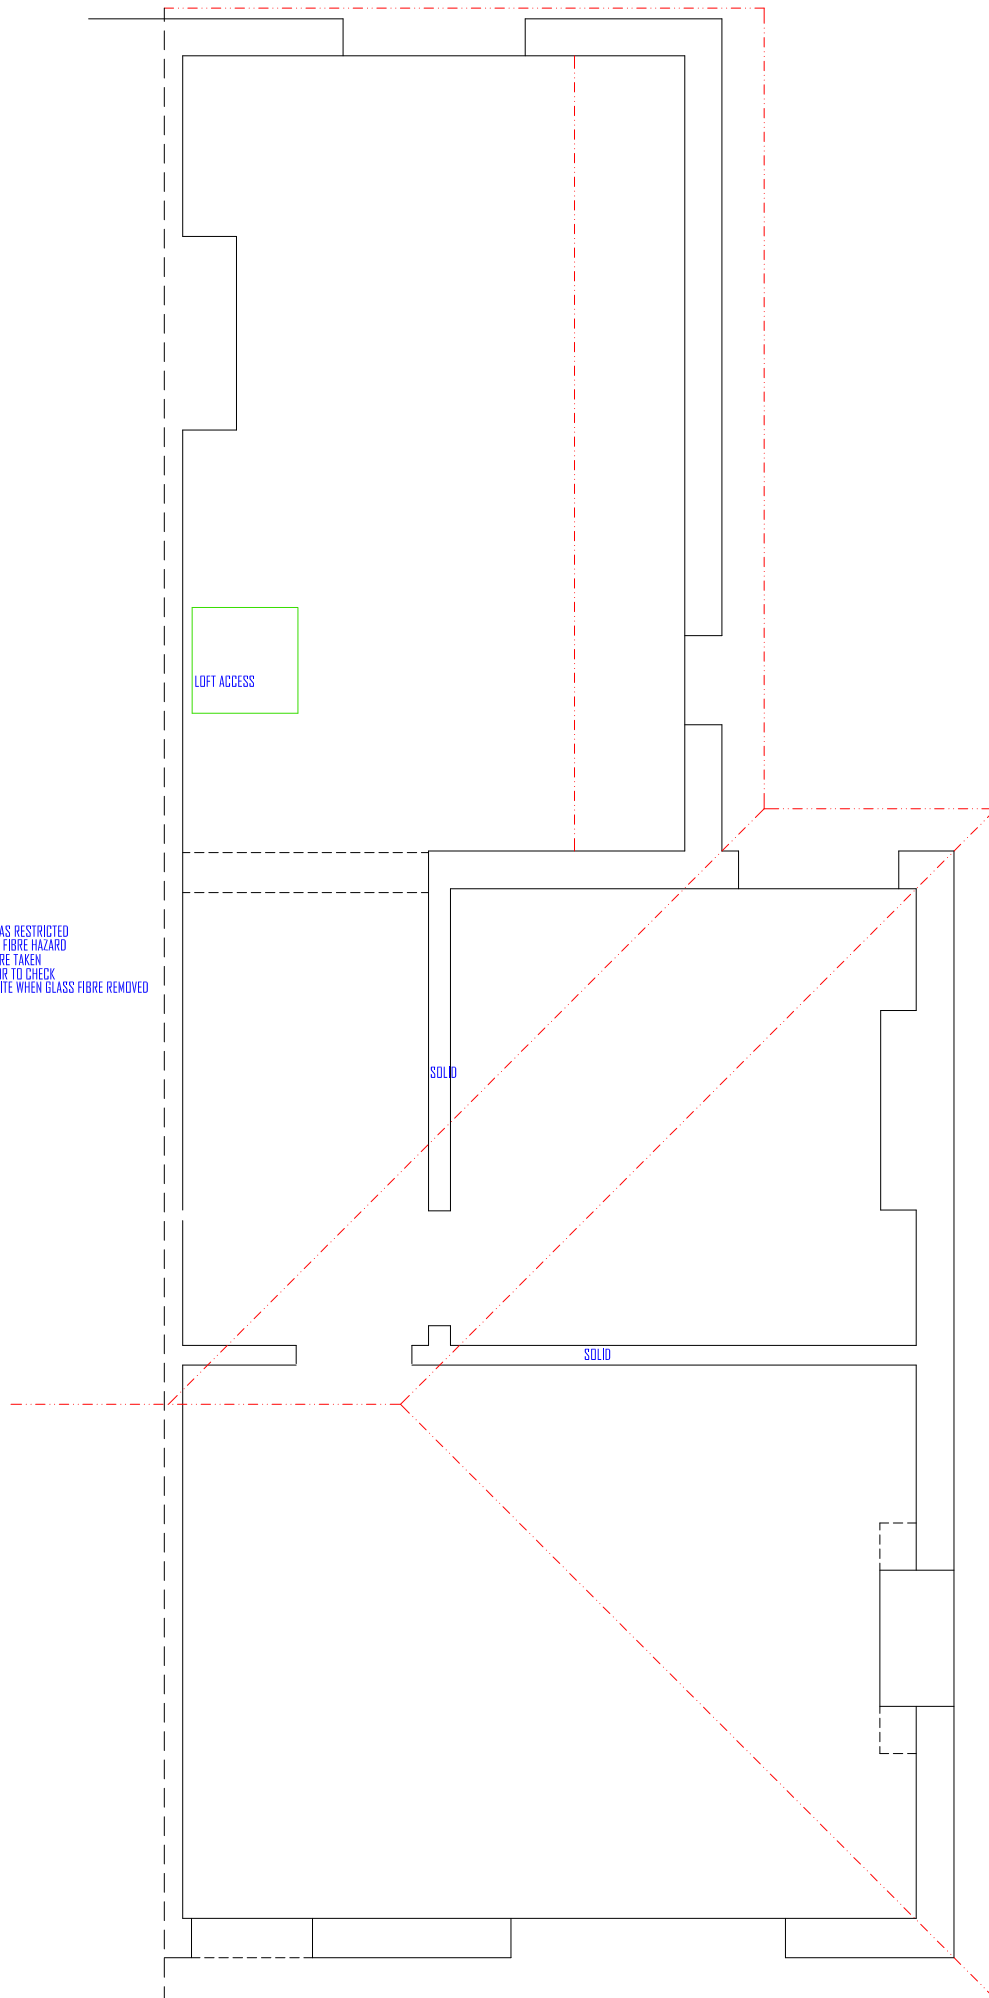 LOFT ACCESS
AS RESTRICTED
FIBRE HAZARD
RE TAKEN
R TO CHECK
ITE WHEN GLASS FIBRE REMOVED
SOLID
SOLID